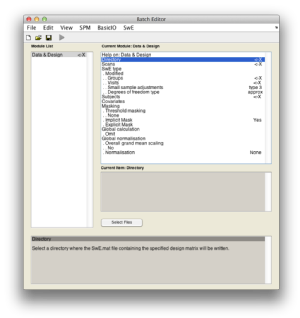 Batch Editor
File Edit View SPM BasicIO SwE
Module List
Data & Design <-X
Current Module: Data & Design
Help on: Data & Design
Directory <-X
Scans <-X
SwE type
. Modified
. . Groups <-X
. . Visits <-X
. . Small sample adjustments type 3
. . Degrees of freedom type approx
Subjects <-X
Covariates
Masking
. Threshold masking
. . None
. Implicit Mask Yes
. Explicit Mask
Global calculation
. Omit
Global normalisation
. Overall grand mean scaling
. . No
. Normalisation None
Current Item: Directory
Select Files
Directory
Select a directory where the SwE.mat file containing the specified design matrix will be written.